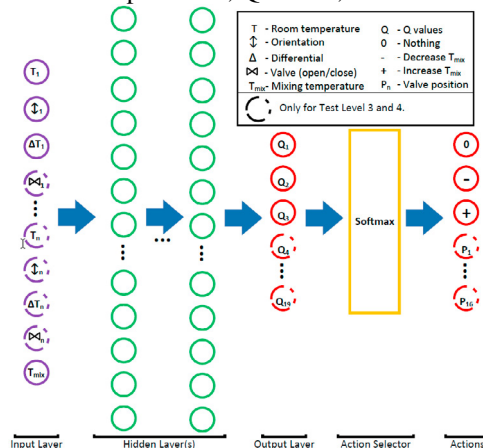 T - Room temperature
↕ - Orientation
Δ - Differential
⋈ - Valve (open/close)
Tmix - Mixing temperature
Q - Q values
0 - Nothing
- - Decrease Tmix
+ - Increase Tmix
Pn - Valve position
Only for Test Level 3 and 4.
T1
↕1
ΔT1
⋈1
Tn
↕n
ΔTn
⋈n
Tmix
...
Q1
Q2
Q3
Q4
Q19
Softmax
0
-
+
P1
P16
Input Layer
Hidden Layer(s)
Output Layer
Action Selector
Actions